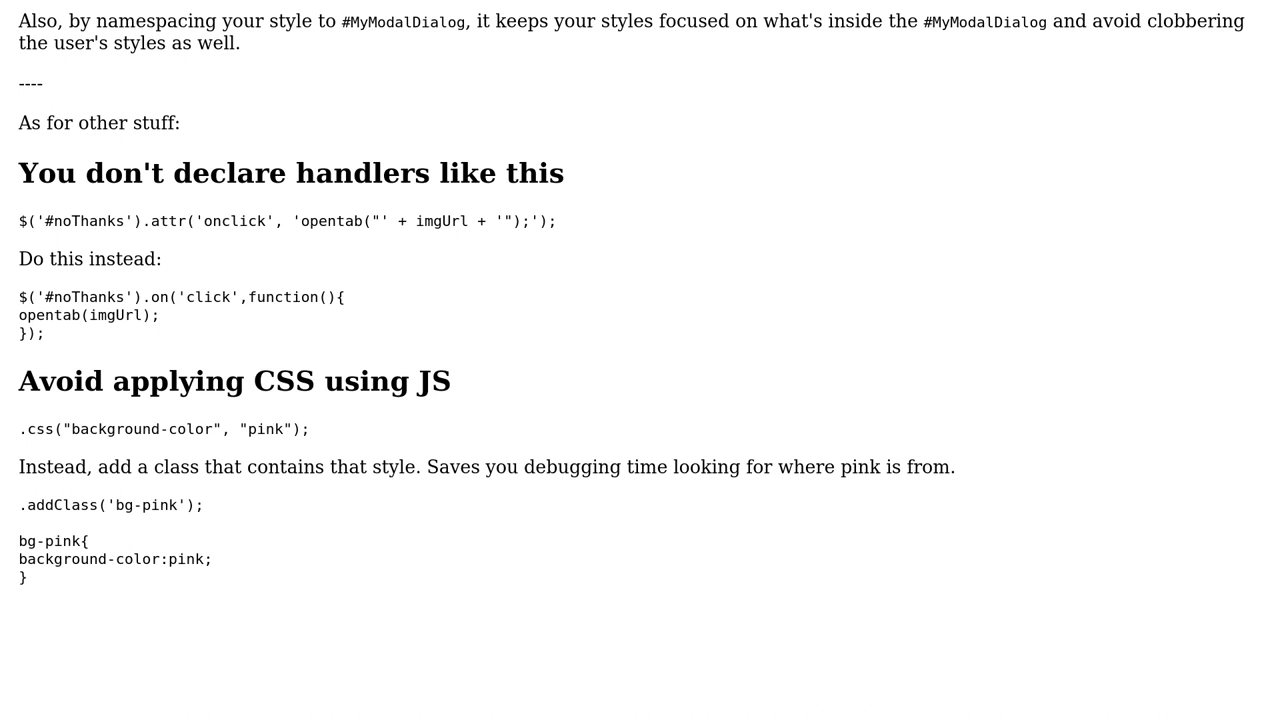 Also, by namespacing your style to #MyModalDialog, it keeps your styles focused on what's inside the #MyModalDialog and avoid clobbering
the user's styles as well.
----
As for other stuff:
You don't declare handlers like this
$('#noThanks').attr('onclick', 'opentab("' + imgUrl + '");');
Do this instead:
$('#noThanks').on('click',function(){
opentab(imgUrl);
});
Avoid applying CSS using JS
.css("background-color", "pink");
Instead, add a class that contains that style. Saves you debugging time looking for where pink is from.
.addClass('bg-pink');
bg-pink{
background-color:pink;
}